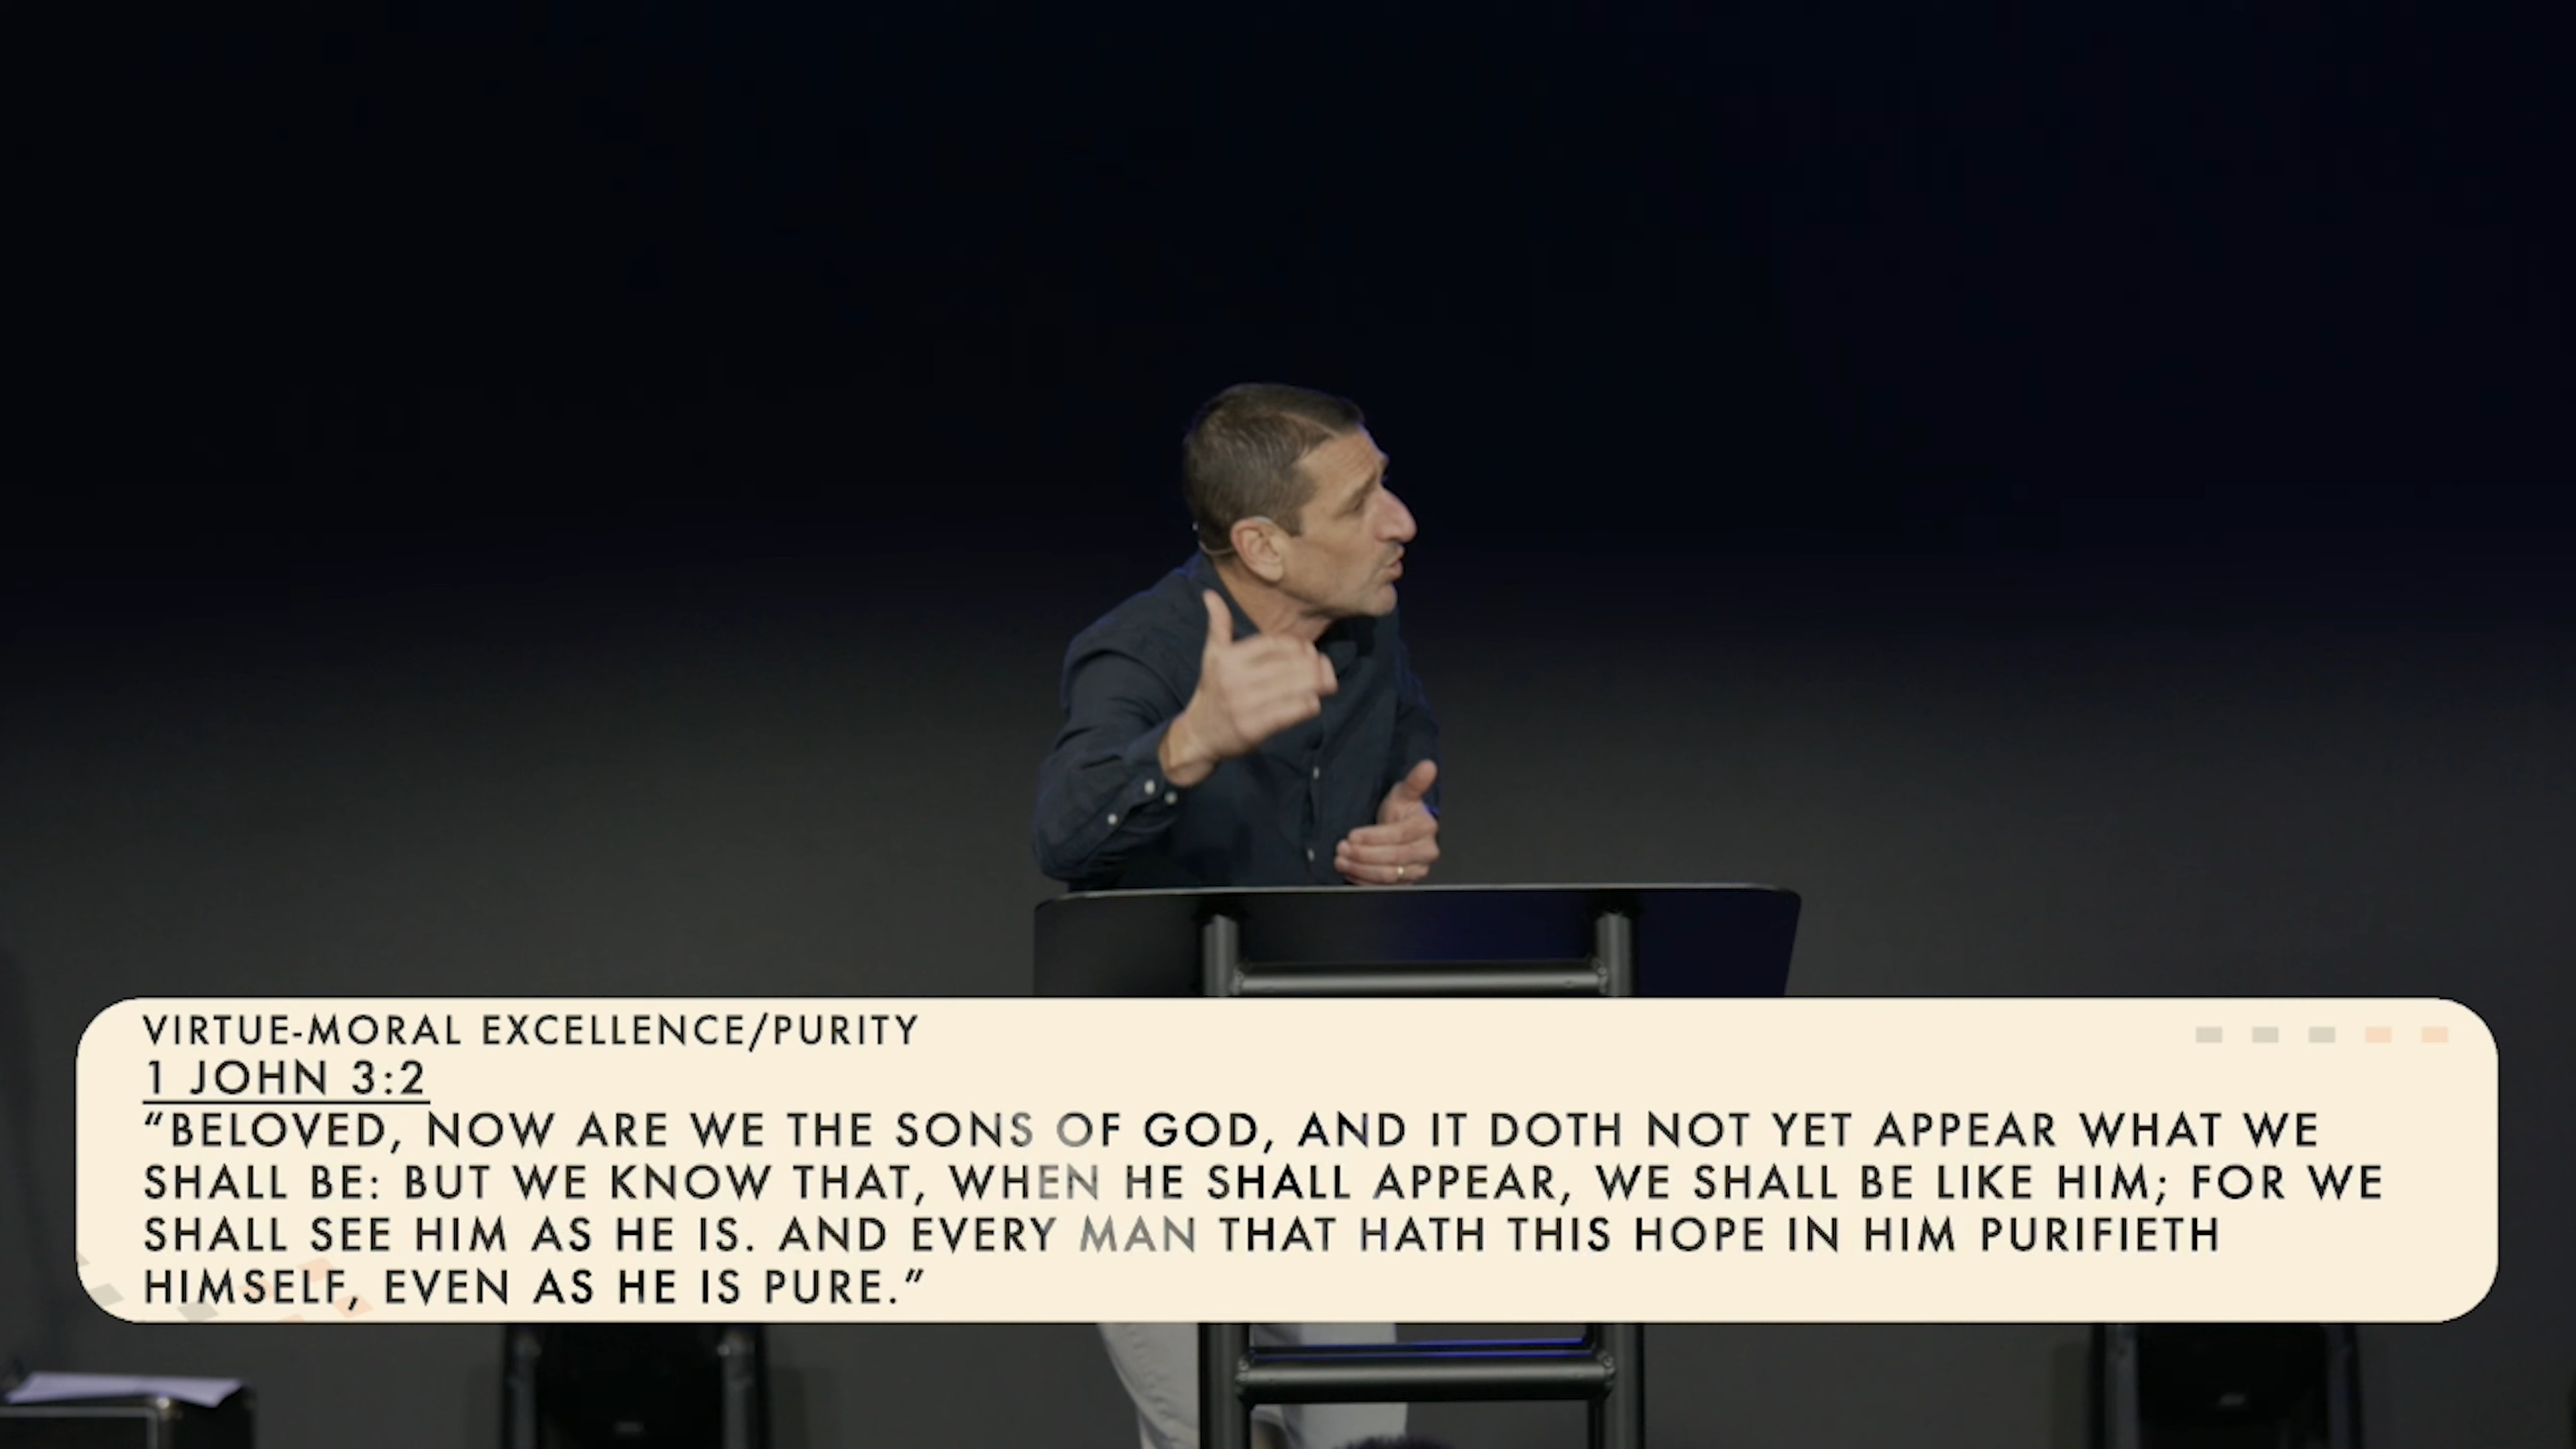 VIRTUE-MORAL EXCELLENCE/PURITY
1 JOHN 3:2
“BELOVED, NOW ARE WE THE SONS OF GOD, AND IT DOTH NOT YET APPEAR WHAT WE
SHALL BE: BUT WE KNOW THAT, WHEN HE SHALL APPEAR, WE SHALL BE LIKE HIM; FOR WE
SHALL SEE HIM AS HE IS. AND EVERY MAN THAT HATH THIS HOPE IN HIM PURIFIETH
HIMSELF, EVEN AS HE IS PURE.”